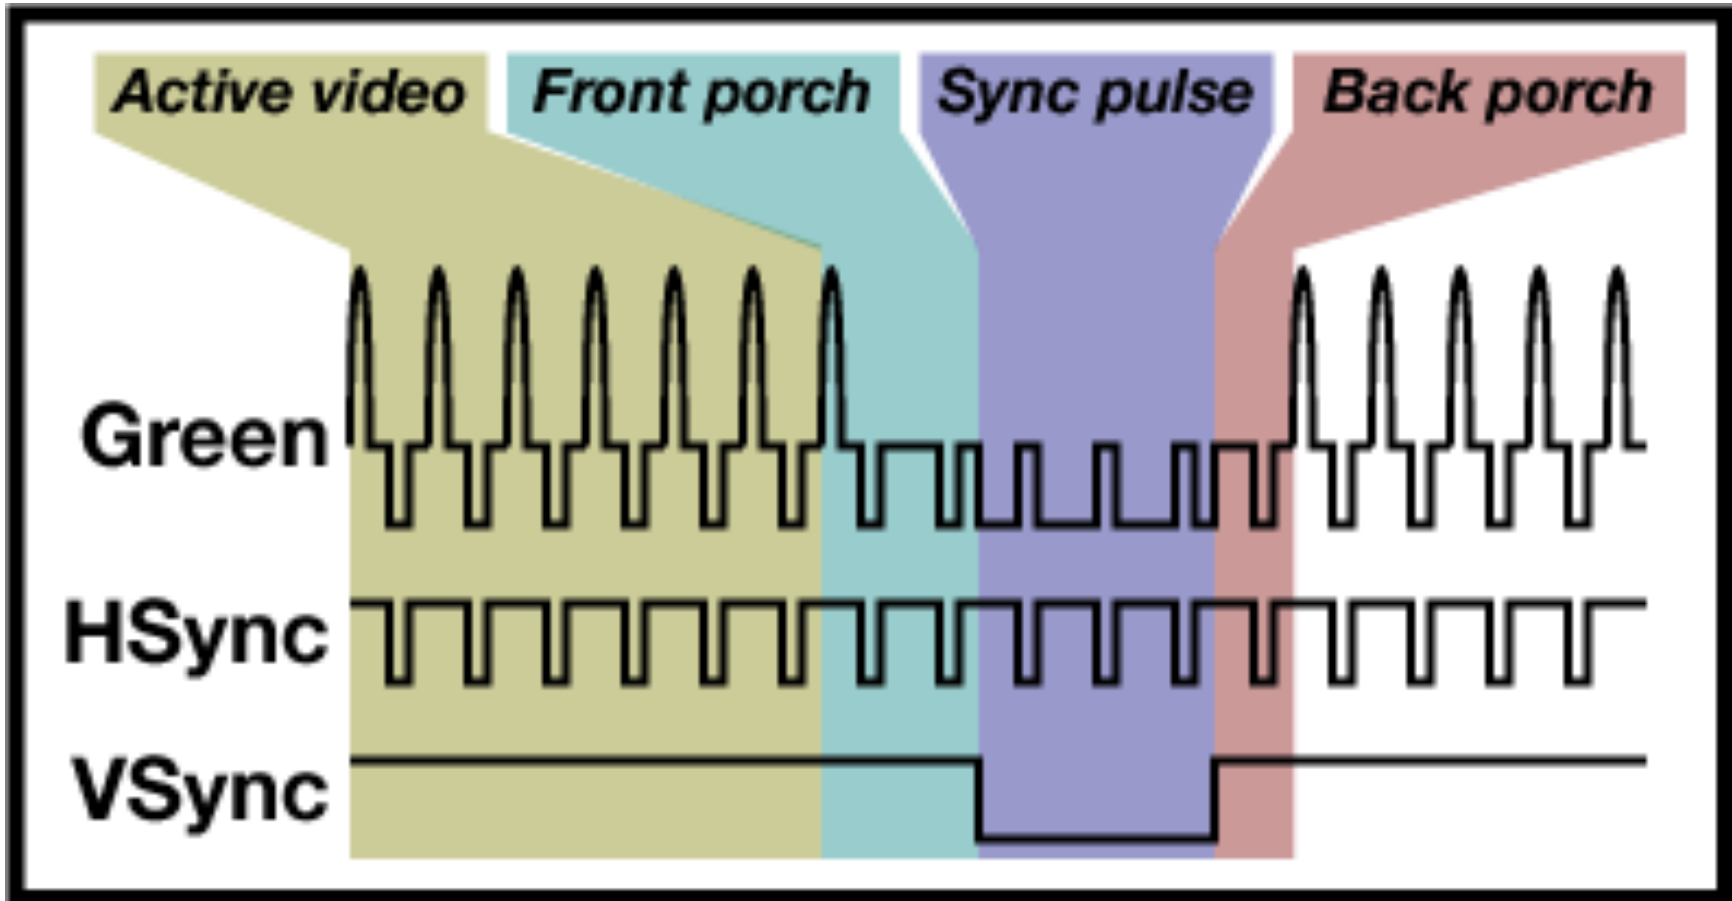 Active video
Front porch
Sync pulse
Back porch
Green
HSync
VSync